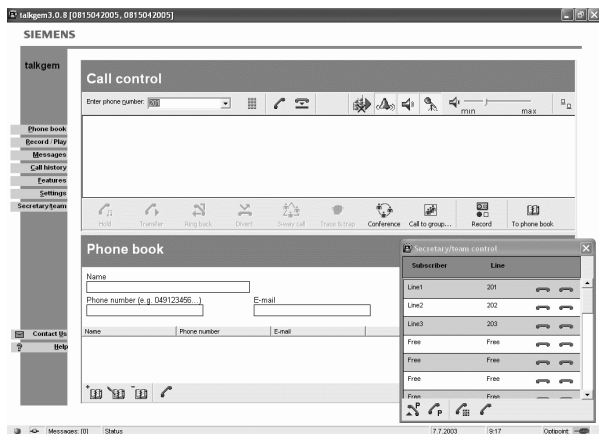 talkgem3.0.8 [0815042005, 0815042005]
SIEMENS
talkgem
Call control
Enter phone number:
min
max
Phone book
Record / Play
Messages
Call history
Features
Settings
Secretary/team
Hold
Transfer
Ring back
Divert
3-way call
Trace & trap
Conference
Call to group...
Record
To phone book
Phone book
Name
Phone number (e.g. 049123456...)
E-mail
Name Phone number E-mail
Contact Us
Help
Secretary/team control
Subscriber Line
Line1 201
Line2 202
Line3 203
Free Free
Free Free
Free Free
Free Free
Messages: [0] Status 7.7.2003 9:17 Optipoint: